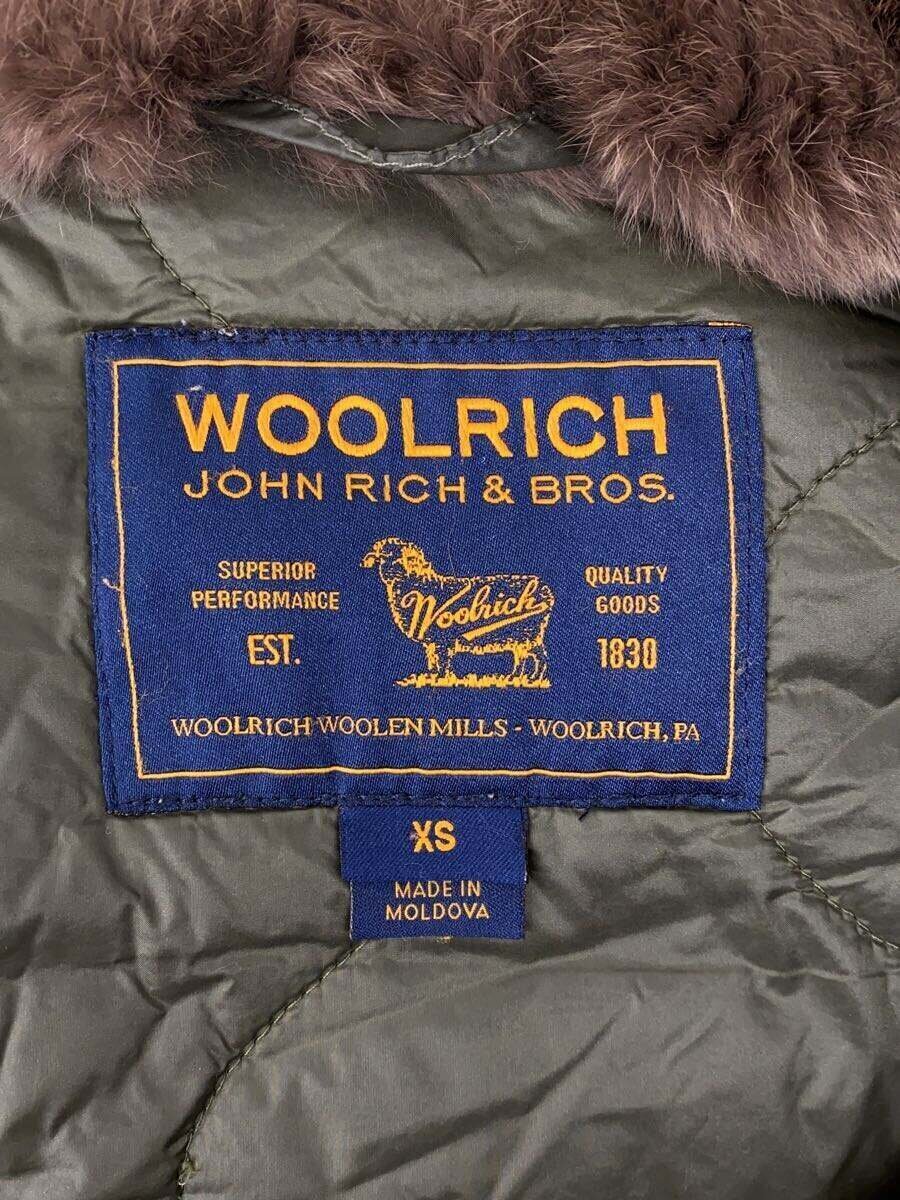 WOOLRICH
JOHN RICH & BROS.
SUPERIOR
PERFORMANCE
EST.
Woolrich
QUALITY
GOODS
1830
WOOLRICH WOOLEN MILLS - WOOLRICH, PA
XS
MADE IN
MOLDOVA